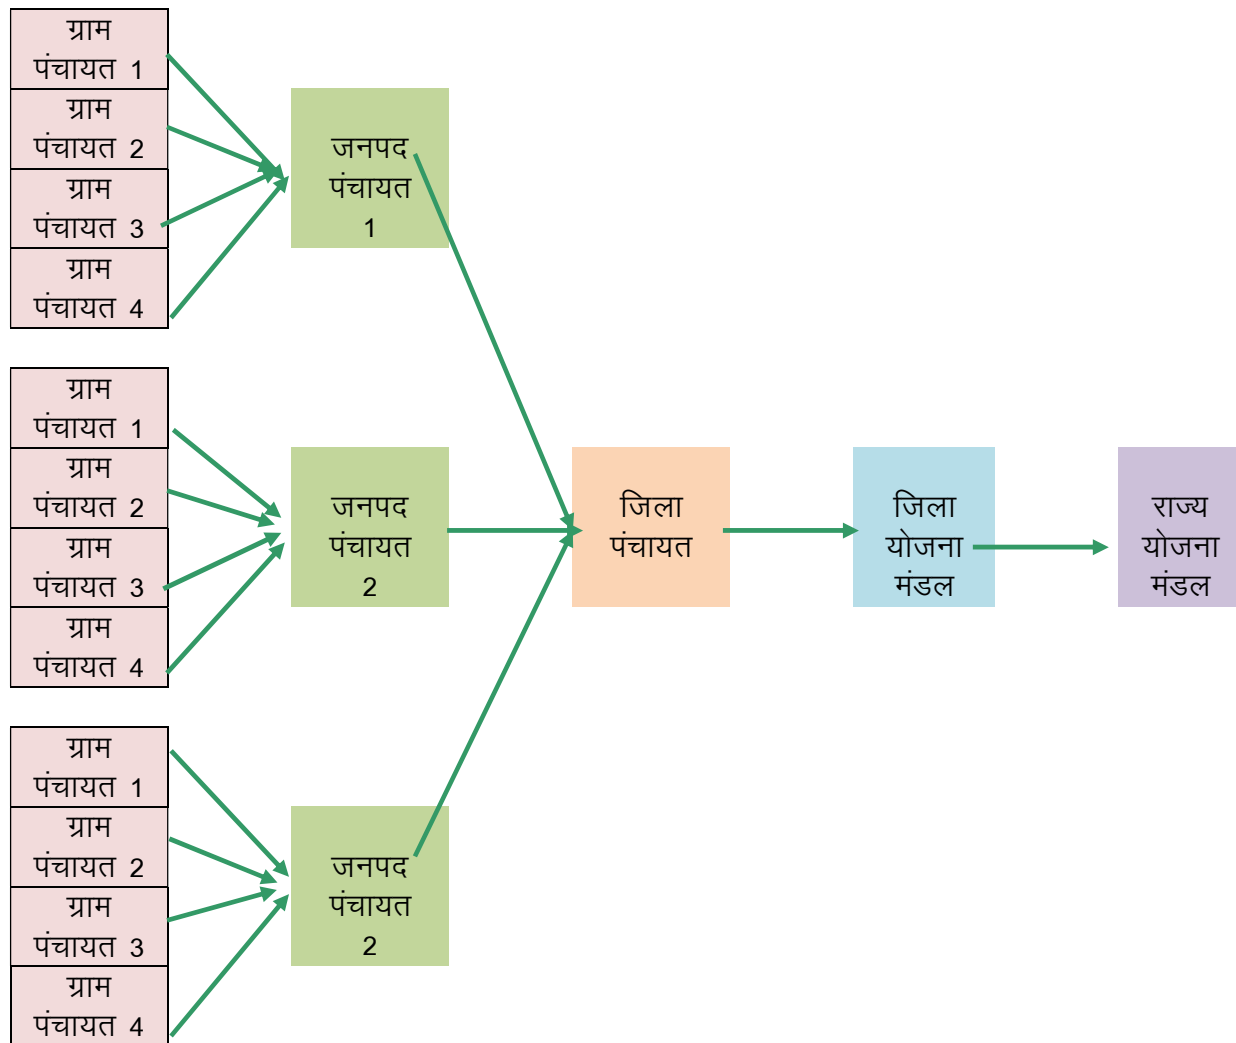 ग्राम
पंचायत 1
ग्राम
पंचायत 2
ग्राम
पंचायत 3
ग्राम
पंचायत 4
जनपद
पंचायत
1
ग्राम
पंचायत 1
ग्राम
पंचायत 2
ग्राम
पंचायत 3
ग्राम
पंचायत 4
जनपद
पंचायत
2
जिला
पंचायत
जिला
योजना
मंडल
राज्य
योजना
मंडल
ग्राम
पंचायत 1
ग्राम
पंचायत 2
ग्राम
पंचायत 3
ग्राम
पंचायत 4
जनपद
पंचायत
2